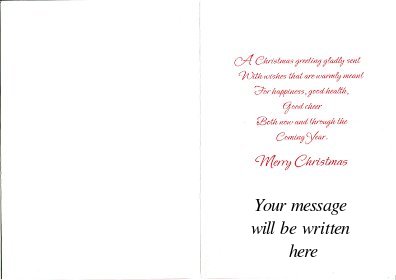 A Christmas greeting gladly sent
With wishes that are warmly meant
For happiness, good health,
Good cheer
Both now and through the
Coming Year.
Merry Christmas
Your message
will be written
here